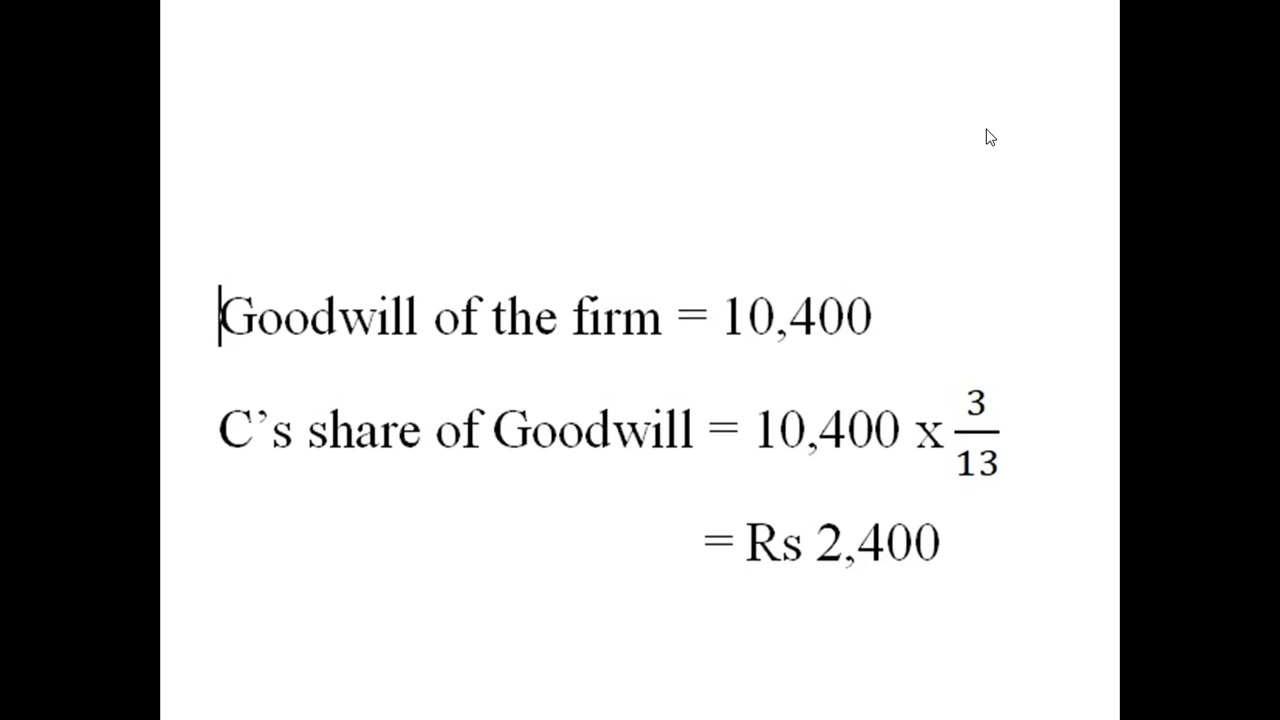 Goodwill of the firm = 10,400
C’s share of Goodwill = 10,400 x 3/13
= Rs 2,400